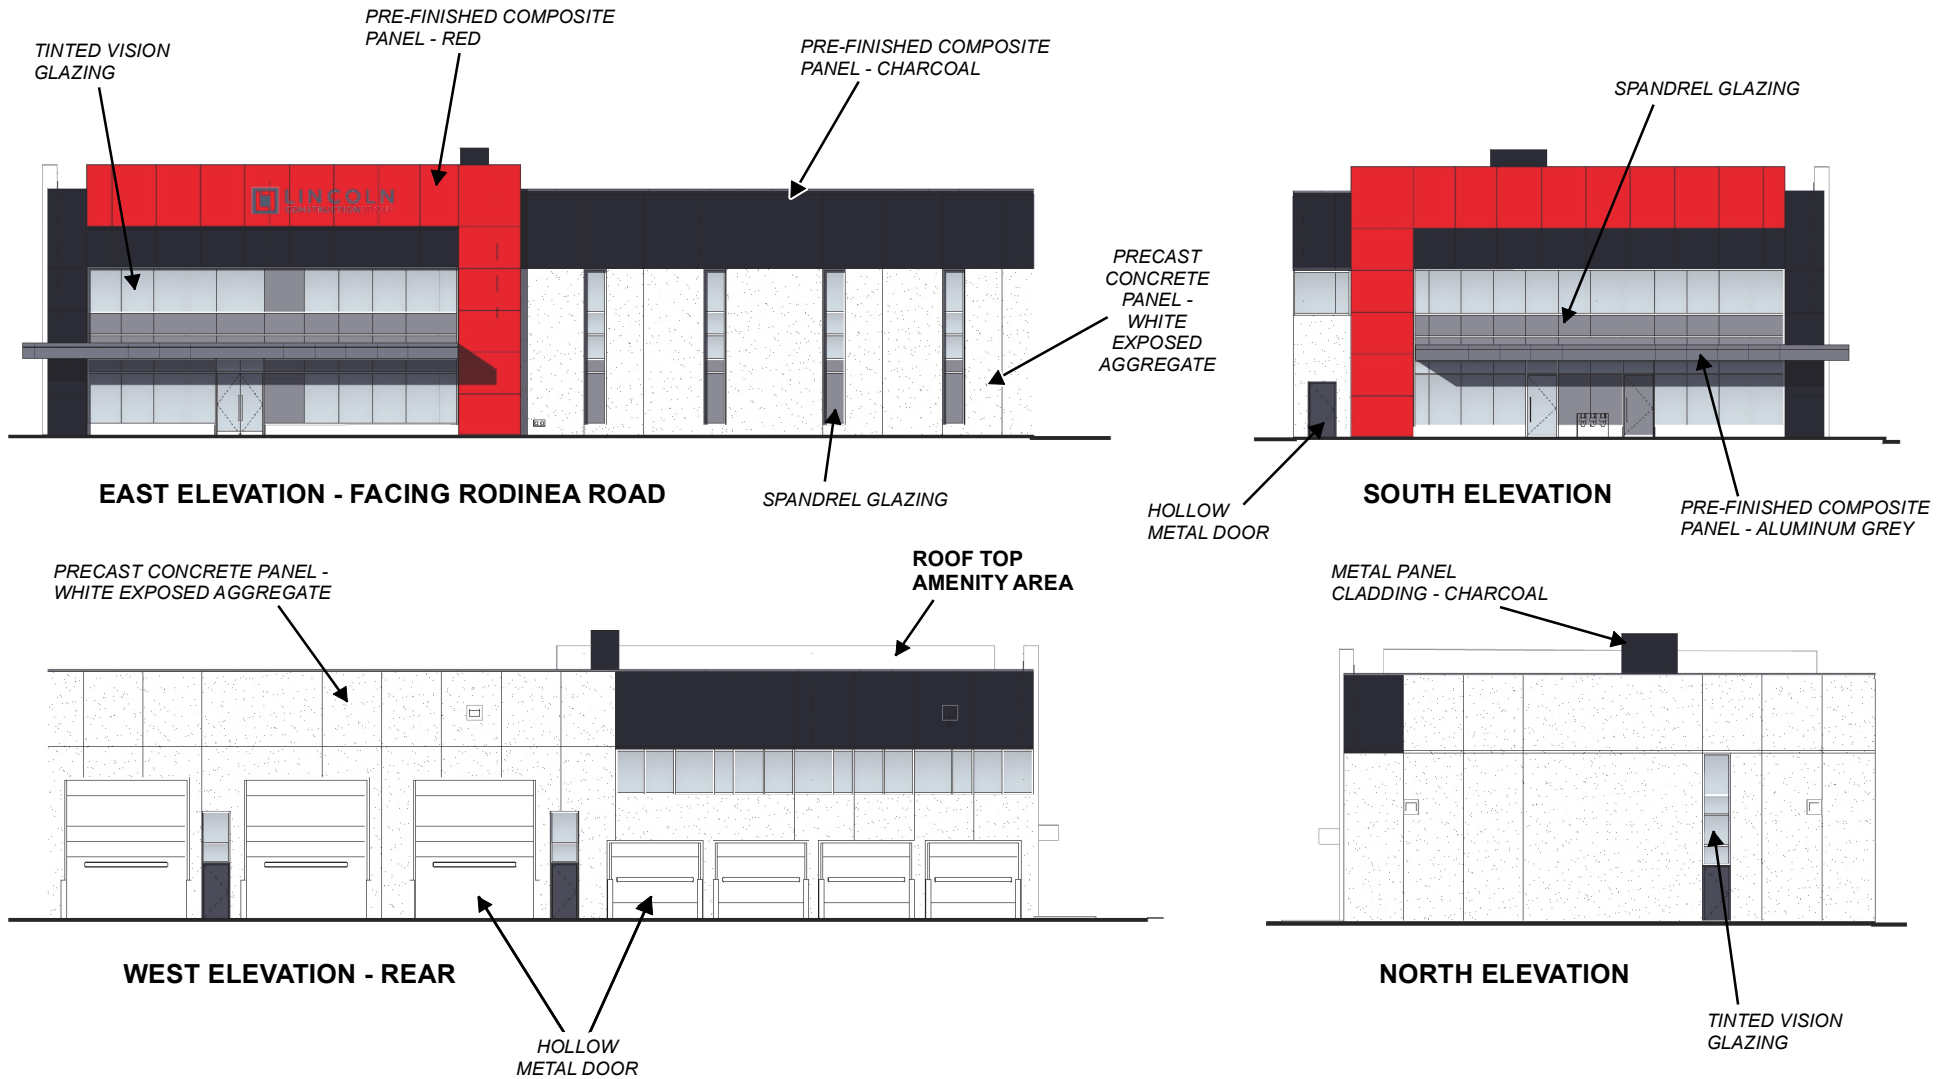 PRE-FINISHED COMPOSITE
PANEL - RED
TINTED VISION
GLAZING
PRE-FINISHED COMPOSITE
PANEL - CHARCOAL
SPANDREL GLAZING
LINCOLN
CONSTRUCTION
PRECAST
CONCRETE
PANEL -
WHITE
EXPOSED
AGGREGATE
EAST ELEVATION - FACING RODINEA ROAD
SPANDREL GLAZING
SOUTH ELEVATION
HOLLOW
METAL DOOR
PRE-FINISHED COMPOSITE
PANEL - ALUMINUM GREY
PRECAST CONCRETE PANEL -
WHITE EXPOSED AGGREGATE
ROOF TOP
AMENITY AREA
METAL PANEL
CLADDING - CHARCOAL
WEST ELEVATION - REAR
HOLLOW
METAL DOOR
NORTH ELEVATION
TINTED VISION
GLAZING